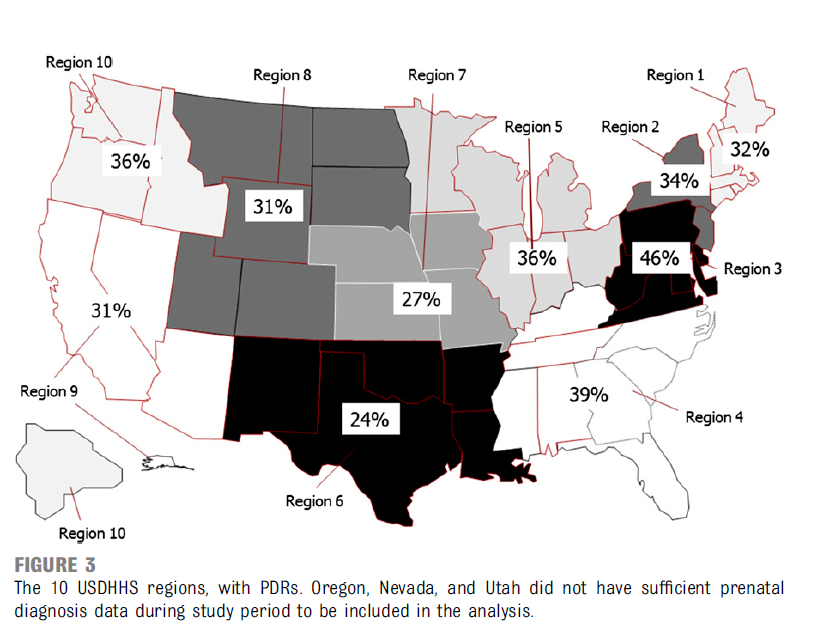 Region 10
Region 8
Region 7
Region 1
Region 5
Region 2
36%
32%
34%
31%
36%
46%
Region 3
27%
31%
Region 9
39%
24%
Region 4
Region 6
Region 10
FIGURE 3
The 10 USDHHS regions, with PDRs. Oregon, Nevada, and Utah did not have sufficient prenatal
diagnosis data during study period to be included in the analysis.